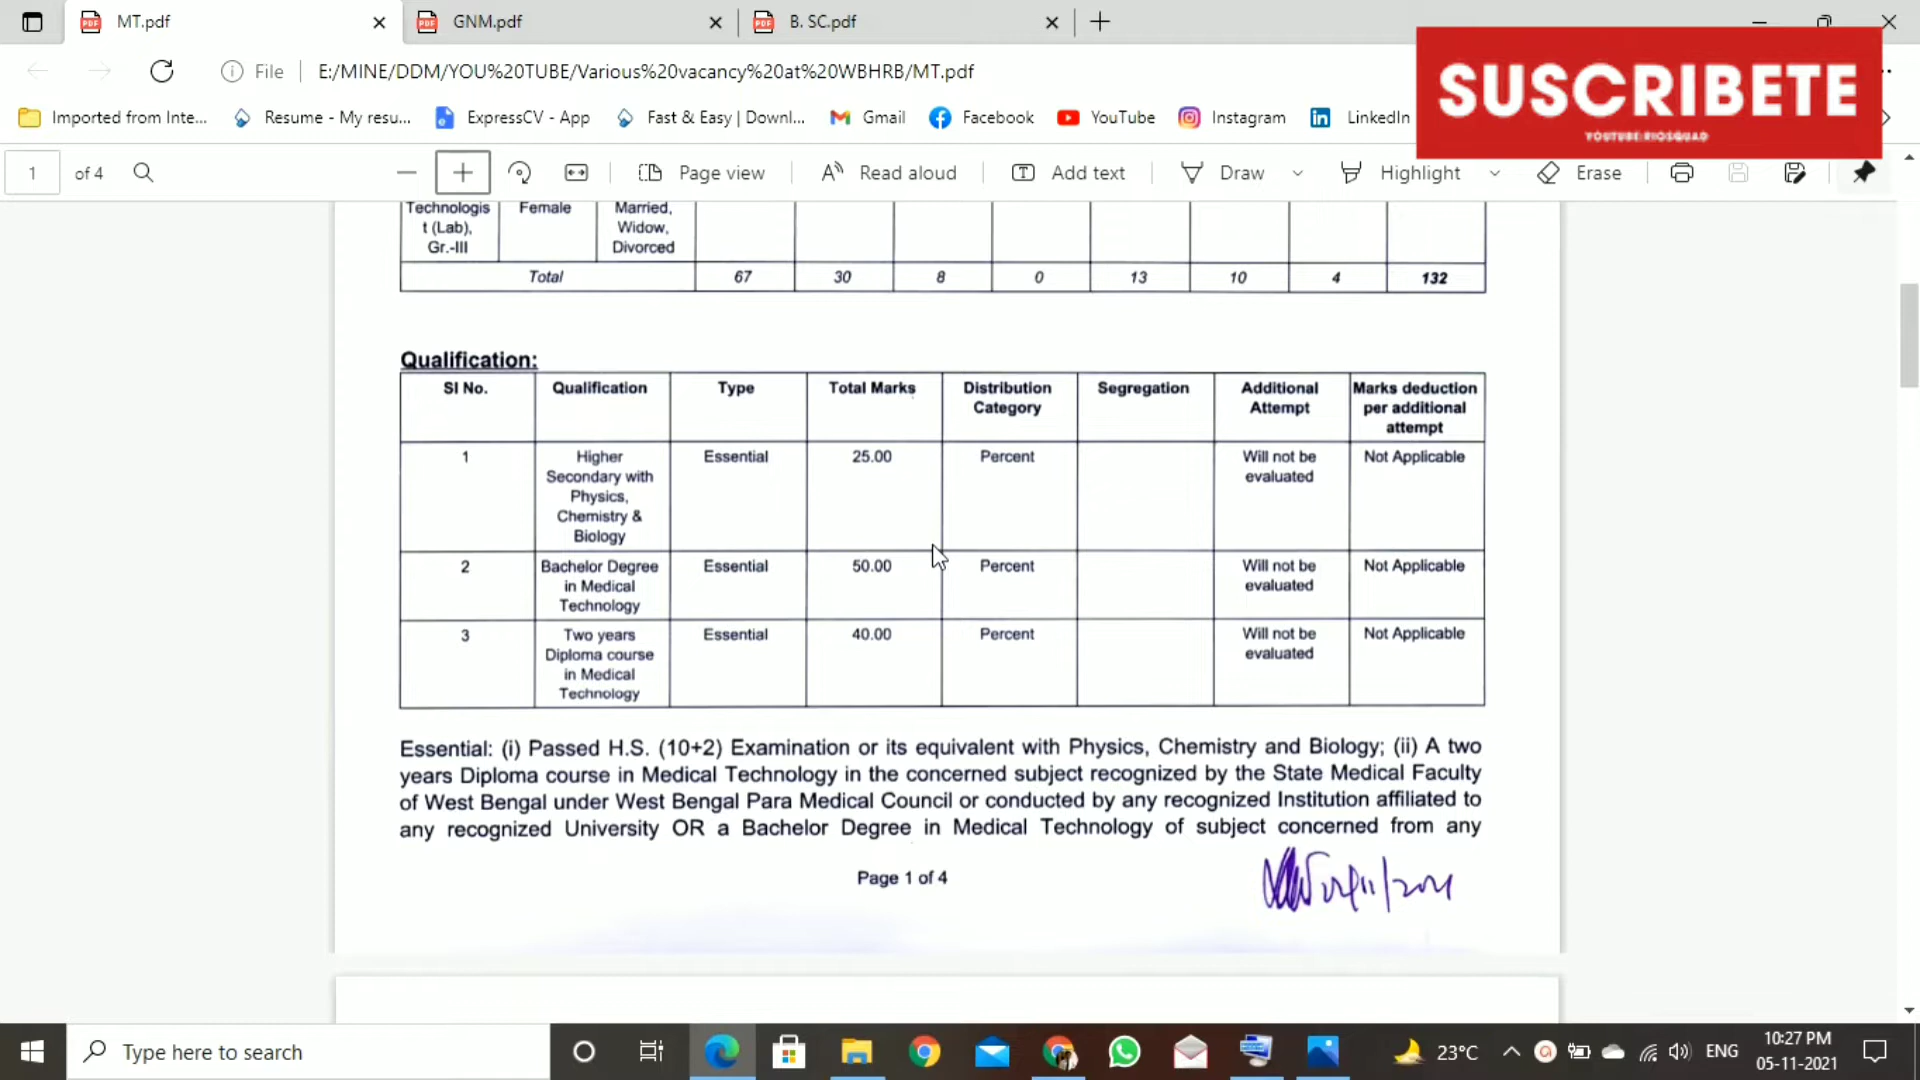 MT.pdf
GNM.pdf
B. SC.pdf
File
E:/MINE/DDM/YOU%20TUBE/Various%20vacancy%20at%20WBHRB/MT.pdf
SUSCRIBETE
YOUTUBE:RIOSQUAD
Imported from Inte...
Resume - My resu...
ExpressCV - App
Fast & Easy | Downl...
Gmail
Facebook
YouTube
Instagram
LinkedIn
1 of 4
Page view
Read aloud
Add text
Draw
Highlight
Erase
Technologis Female Married,
t (Lab), Widow,
Gr.-III Divorced
Total 67 30 8 0 13 10 4 132
Qualification:
SI No. Qualification Type Total Marks Distribution Segregation Additional Marks deduction
Category Attempt per additional
attempt
1 Higher Essential 25.00 Percent Will not be Not Applicable
Secondary with evaluated
Physics,
Chemistry &
Biology
2 Bachelor Degree Essential 50.00 Percent Will not be Not Applicable
in Medical evaluated
Technology
3 Two years Essential 40.00 Percent Will not be Not Applicable
Diploma course evaluated
in Medical
Technology
Essential: (i) Passed H.S. (10+2) Examination or its equivalent with Physics, Chemistry and Biology; (ii) A two
years Diploma course in Medical Technology in the concerned subject recognized by the State Medical Faculty
of West Bengal under West Bengal Para Medical Council or conducted by any recognized Institution affiliated to
any recognized University OR a Bachelor Degree in Medical Technology of subject concerned from any
Page 1 of 4
Type here to search
23°C
ENG
10:27 PM
05-11-2021